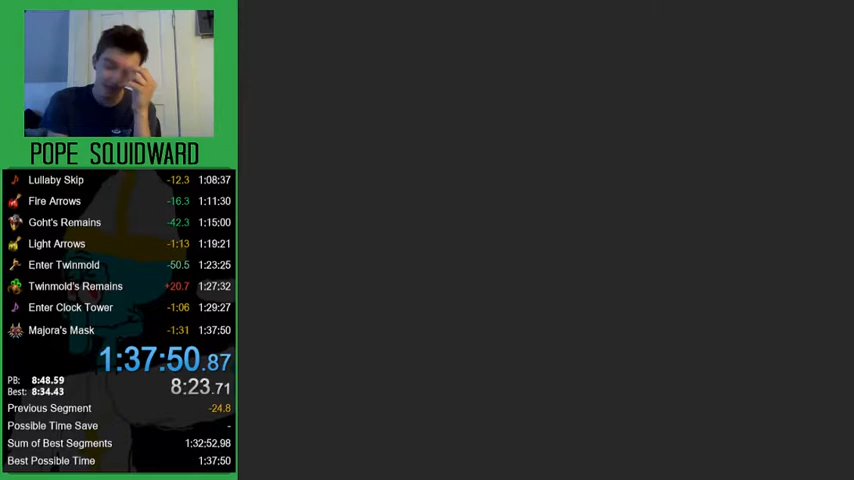 POPE SQUIDWARD
Lullaby Skip -12.3 1:08:37
Fire Arrows -16.3 1:11:30
Goht's Remains -42.3 1:15:00
Light Arrows -1:13 1:19:21
Enter Twinmold -50.5 1:23:25
Twinmold's Remains +20.7 1:27:32
Enter Clock Tower -1:06 1:29:27
Majora's Mask -1:31 1:37:50
1:37:50.87
PB: 8:48.59
Best: 8:34.43
8:23.71
Previous Segment -24.8
Possible Time Save -
Sum of Best Segments 1:32:52.98
Best Possible Time 1:37:50